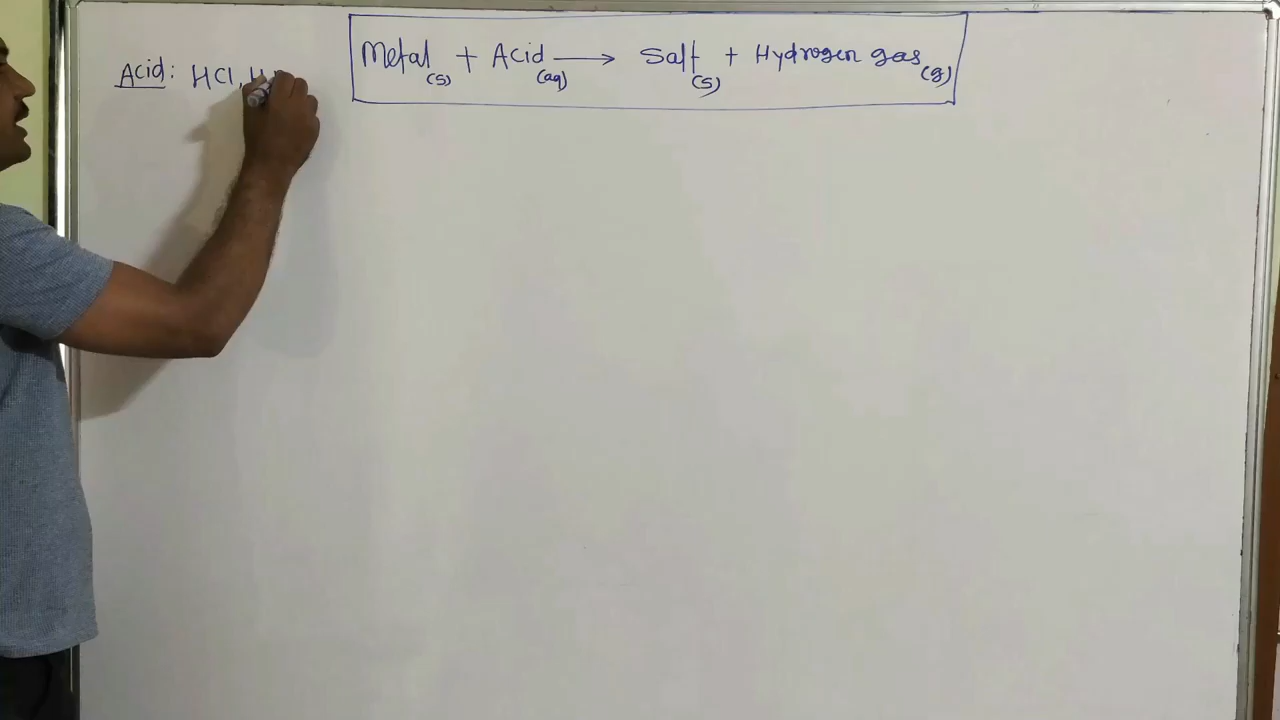 Metal(s) + Acid(aq) ⟶ Salt(s) + Hydrogen gas(g)
Acid: HCl, H